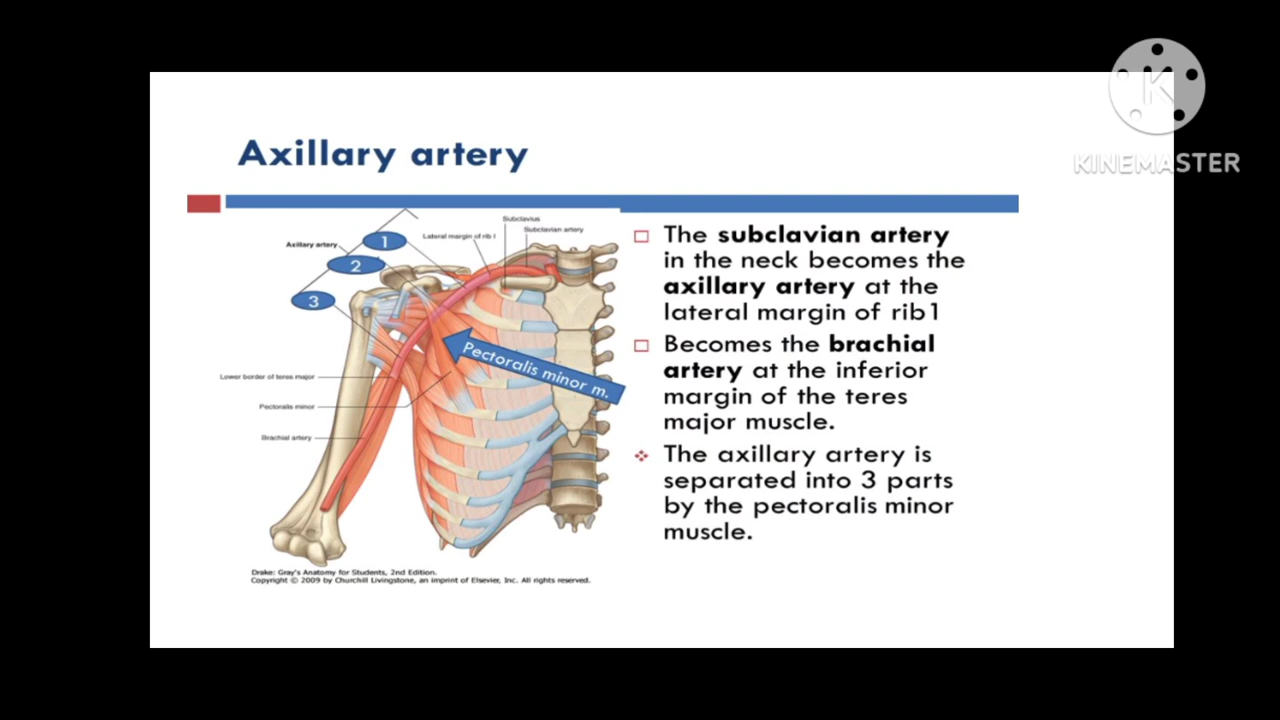 KINEMASTER
Axillary artery
Subclavius
Subclavian artery
Lateral margin of rib I
Axillary artery
1
2
3
Pectoralis minor m.
Lower border of teres major
Pectoralis minor
Brachial artery
Drake: Gray's Anatomy for Students, 2nd Edition.
Copyright © 2009 by Churchill Livingstone, an imprint of Elsevier, Inc. All rights reserved.
The subclavian artery
in the neck becomes the
axillary artery at the
lateral margin of rib1
Becomes the brachial
artery at the inferior
margin of the teres
major muscle.
The axillary artery is
separated into 3 parts
by the pectoralis minor
muscle.